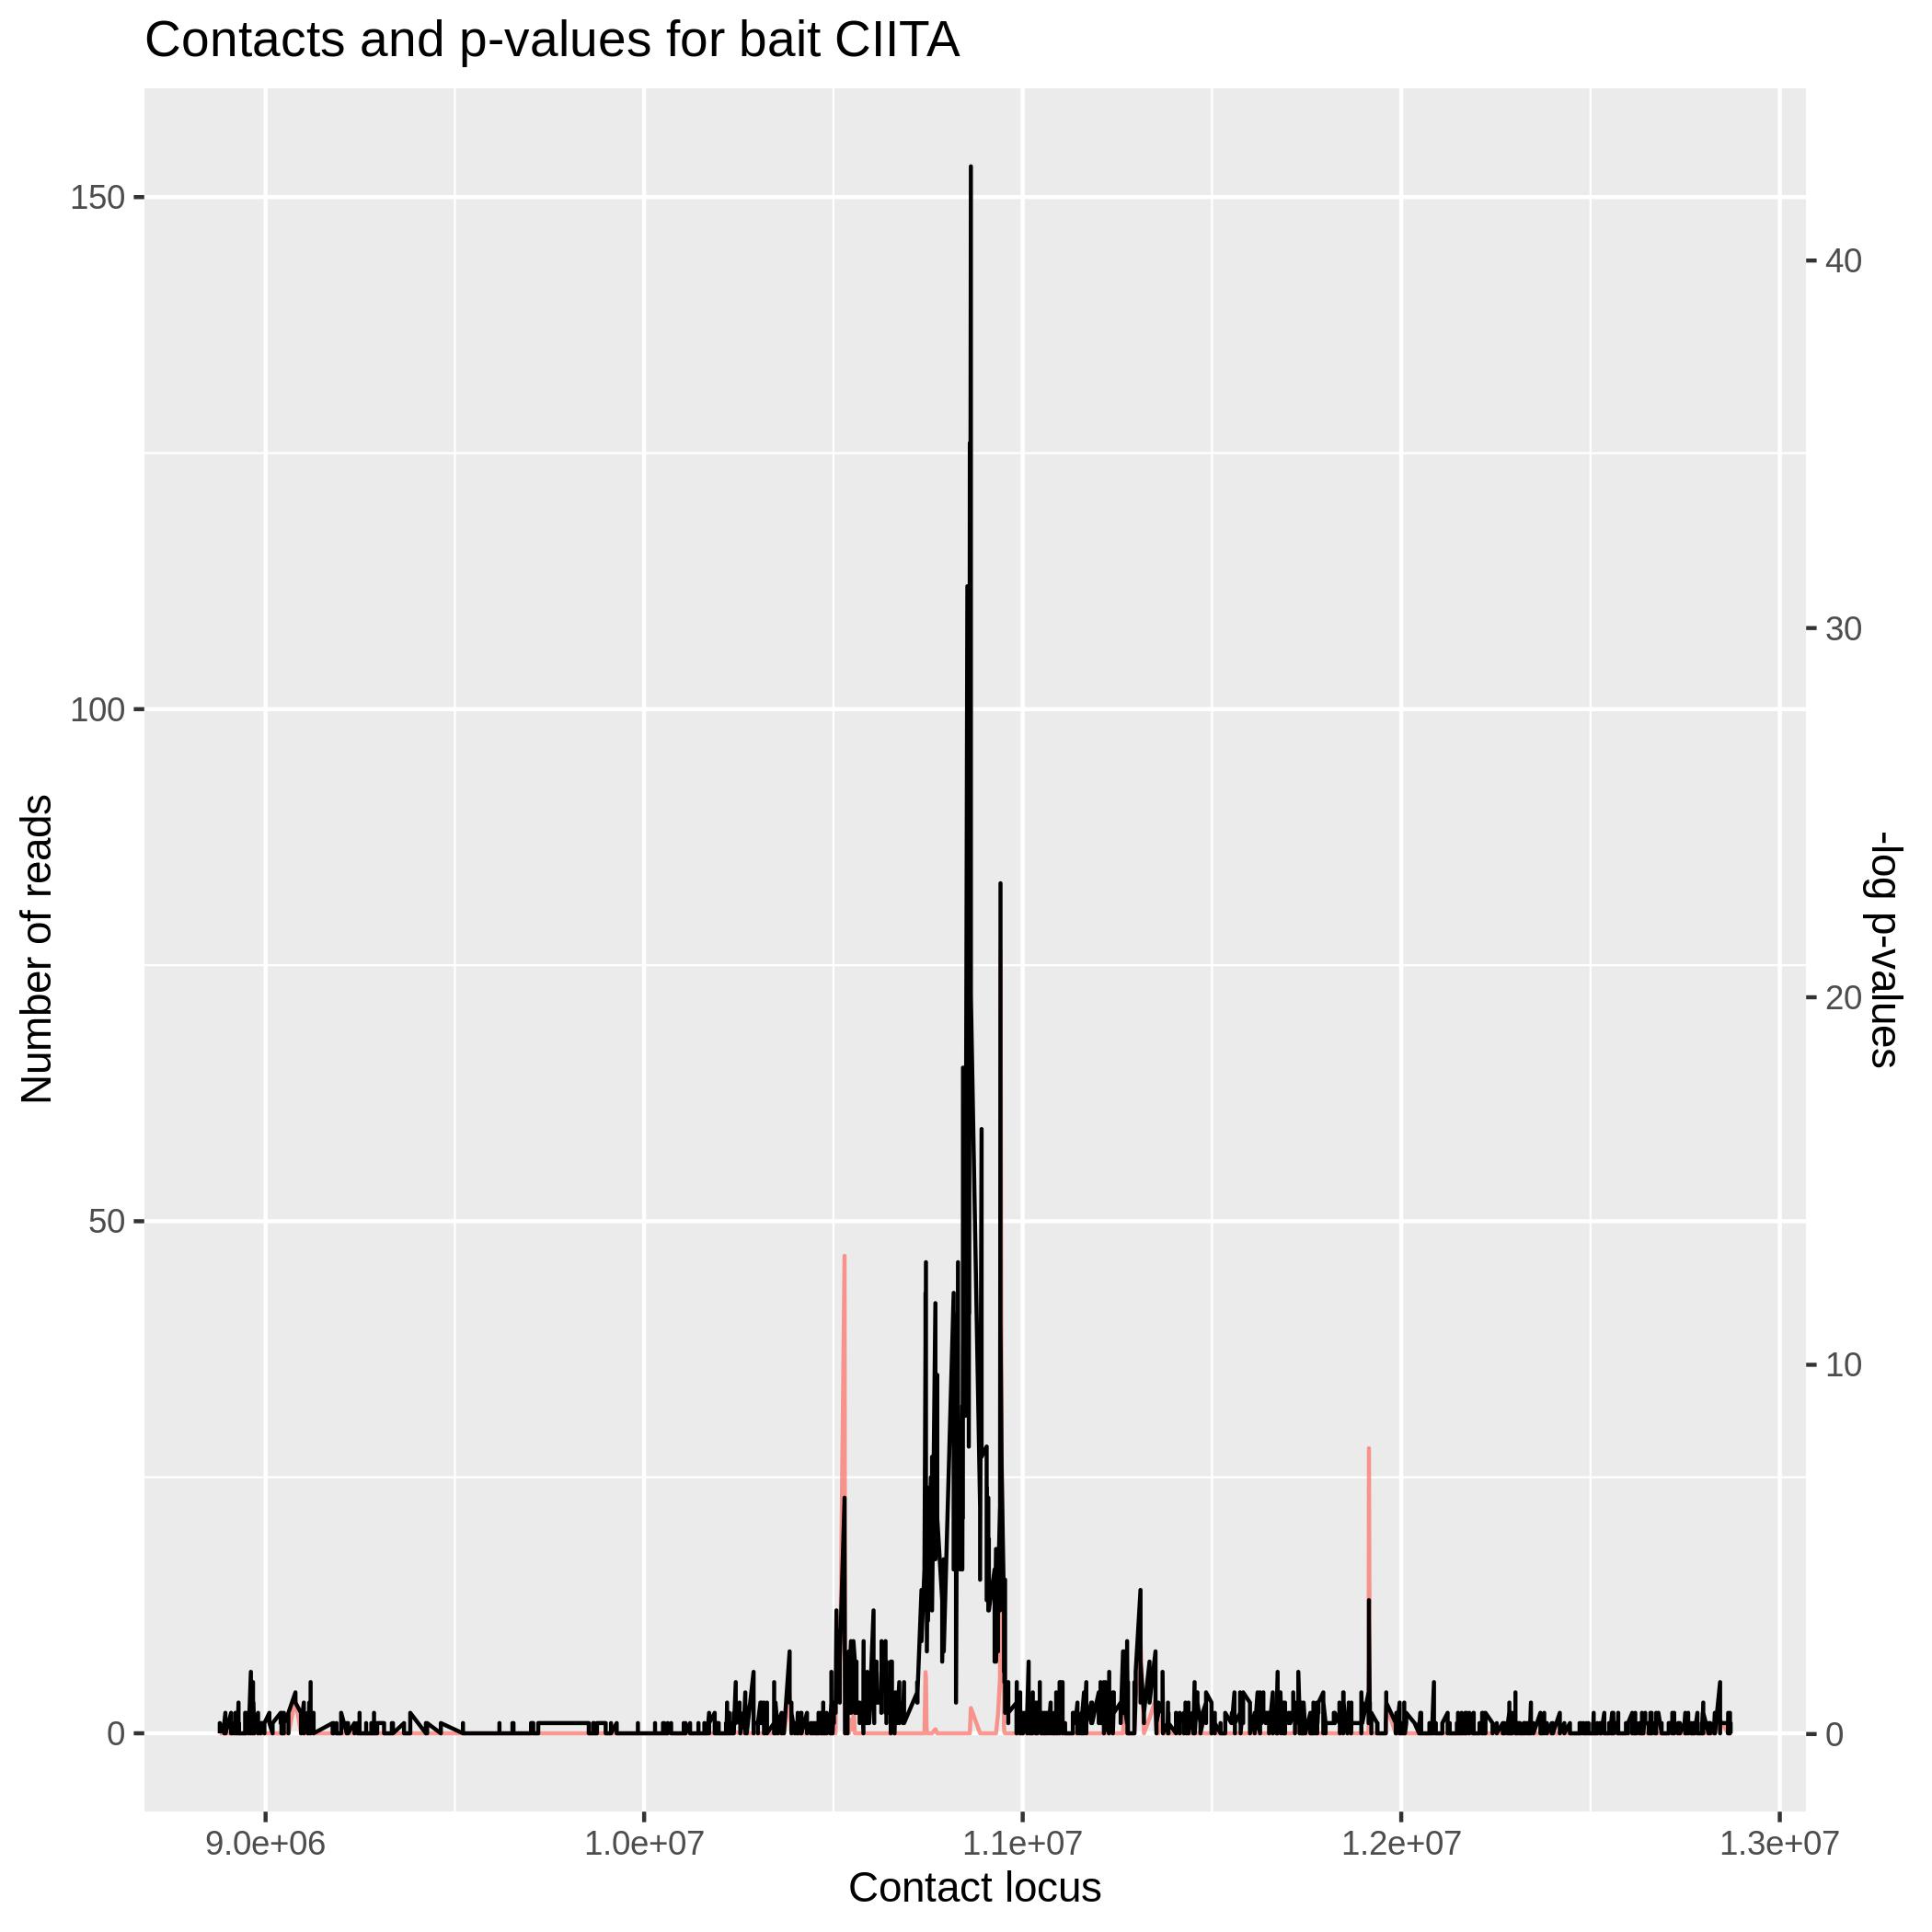 Contacts and p-values for bait CIITA
150
100
50
0
Number of reads
40
30
20
10
0
-log p-values
9.0e+06 1.0e+07 1.1e+07 1.2e+07 1.3e+07
Contact locus